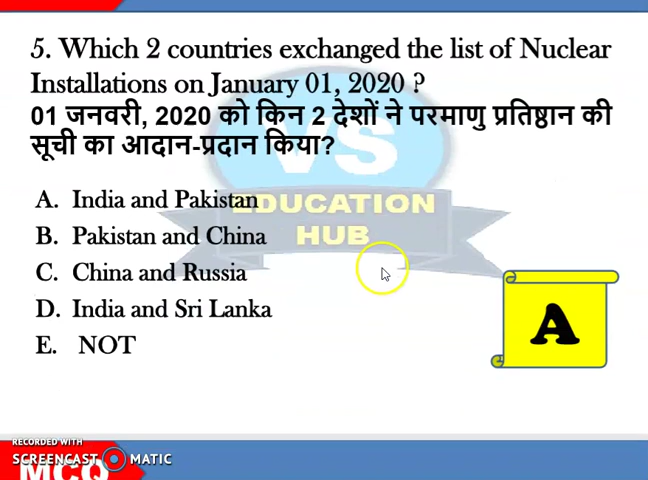 5. Which 2 countries exchanged the list of Nuclear
Installations on January 01, 2020 ?
01 जनवरी, 2020 को किन 2 देशों ने परमाणु प्रतिष्ठान की
सूची का आदान-प्रदान किया?
VS
EDUCATION
HUB
A. India and Pakistan
B. Pakistan and China
C. China and Russia
D. India and Sri Lanka
E. NOT
A
RECORDED WITH
SCREENCAST MATIC
MCQ